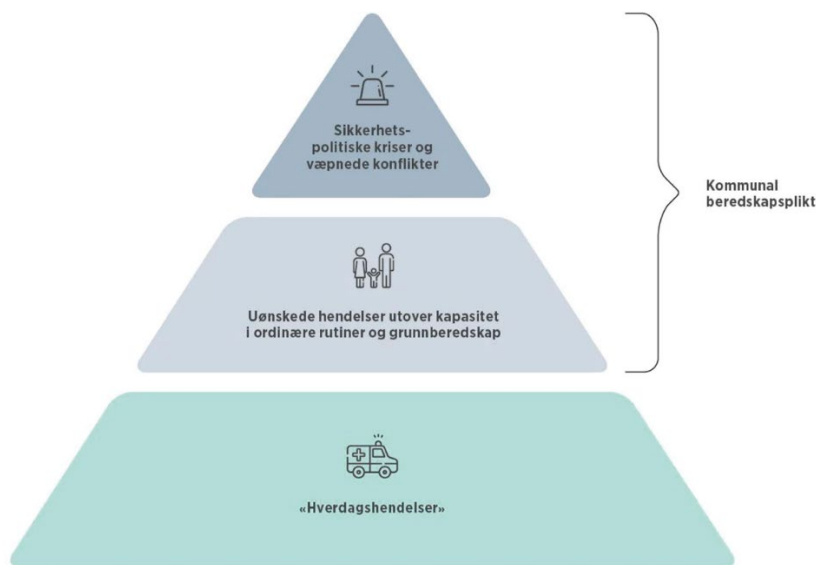 Sikkerhets-
politiske kriser og
væpnede konflikter
Kommunal
beredskapsplikt
Uønskede hendelser utover kapasitet
i ordinære rutiner og grunnberedskap
«Hverdagshendelser»